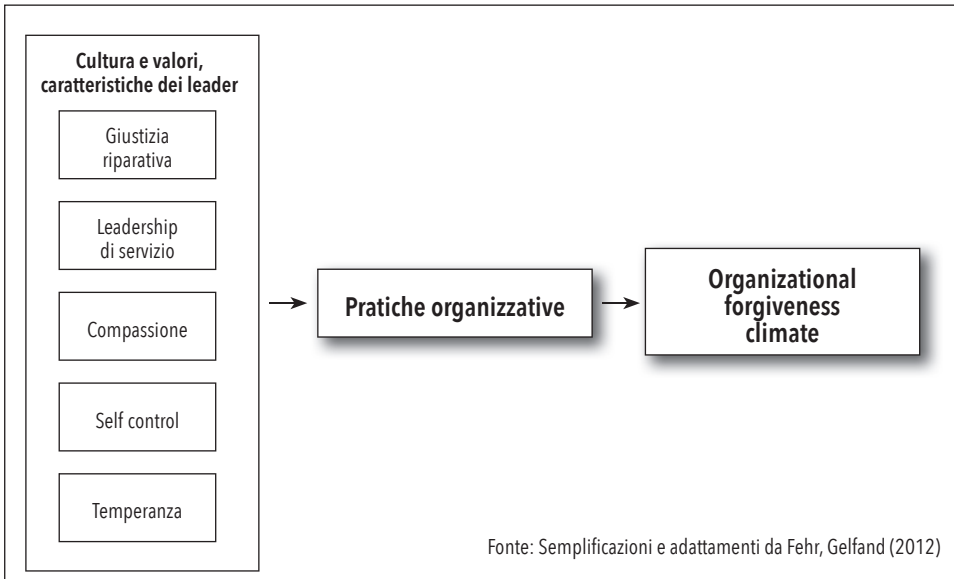 Cultura e valori,
caratteristiche dei leader
Giustizia
riparativa
Leadership
di servizio
Compassione
Self control
Temperanza
Pratiche organizzative
Organizational
forgiveness
climate
Fonte: Semplificazioni e adattamenti da Fehr, Gelfand (2012)